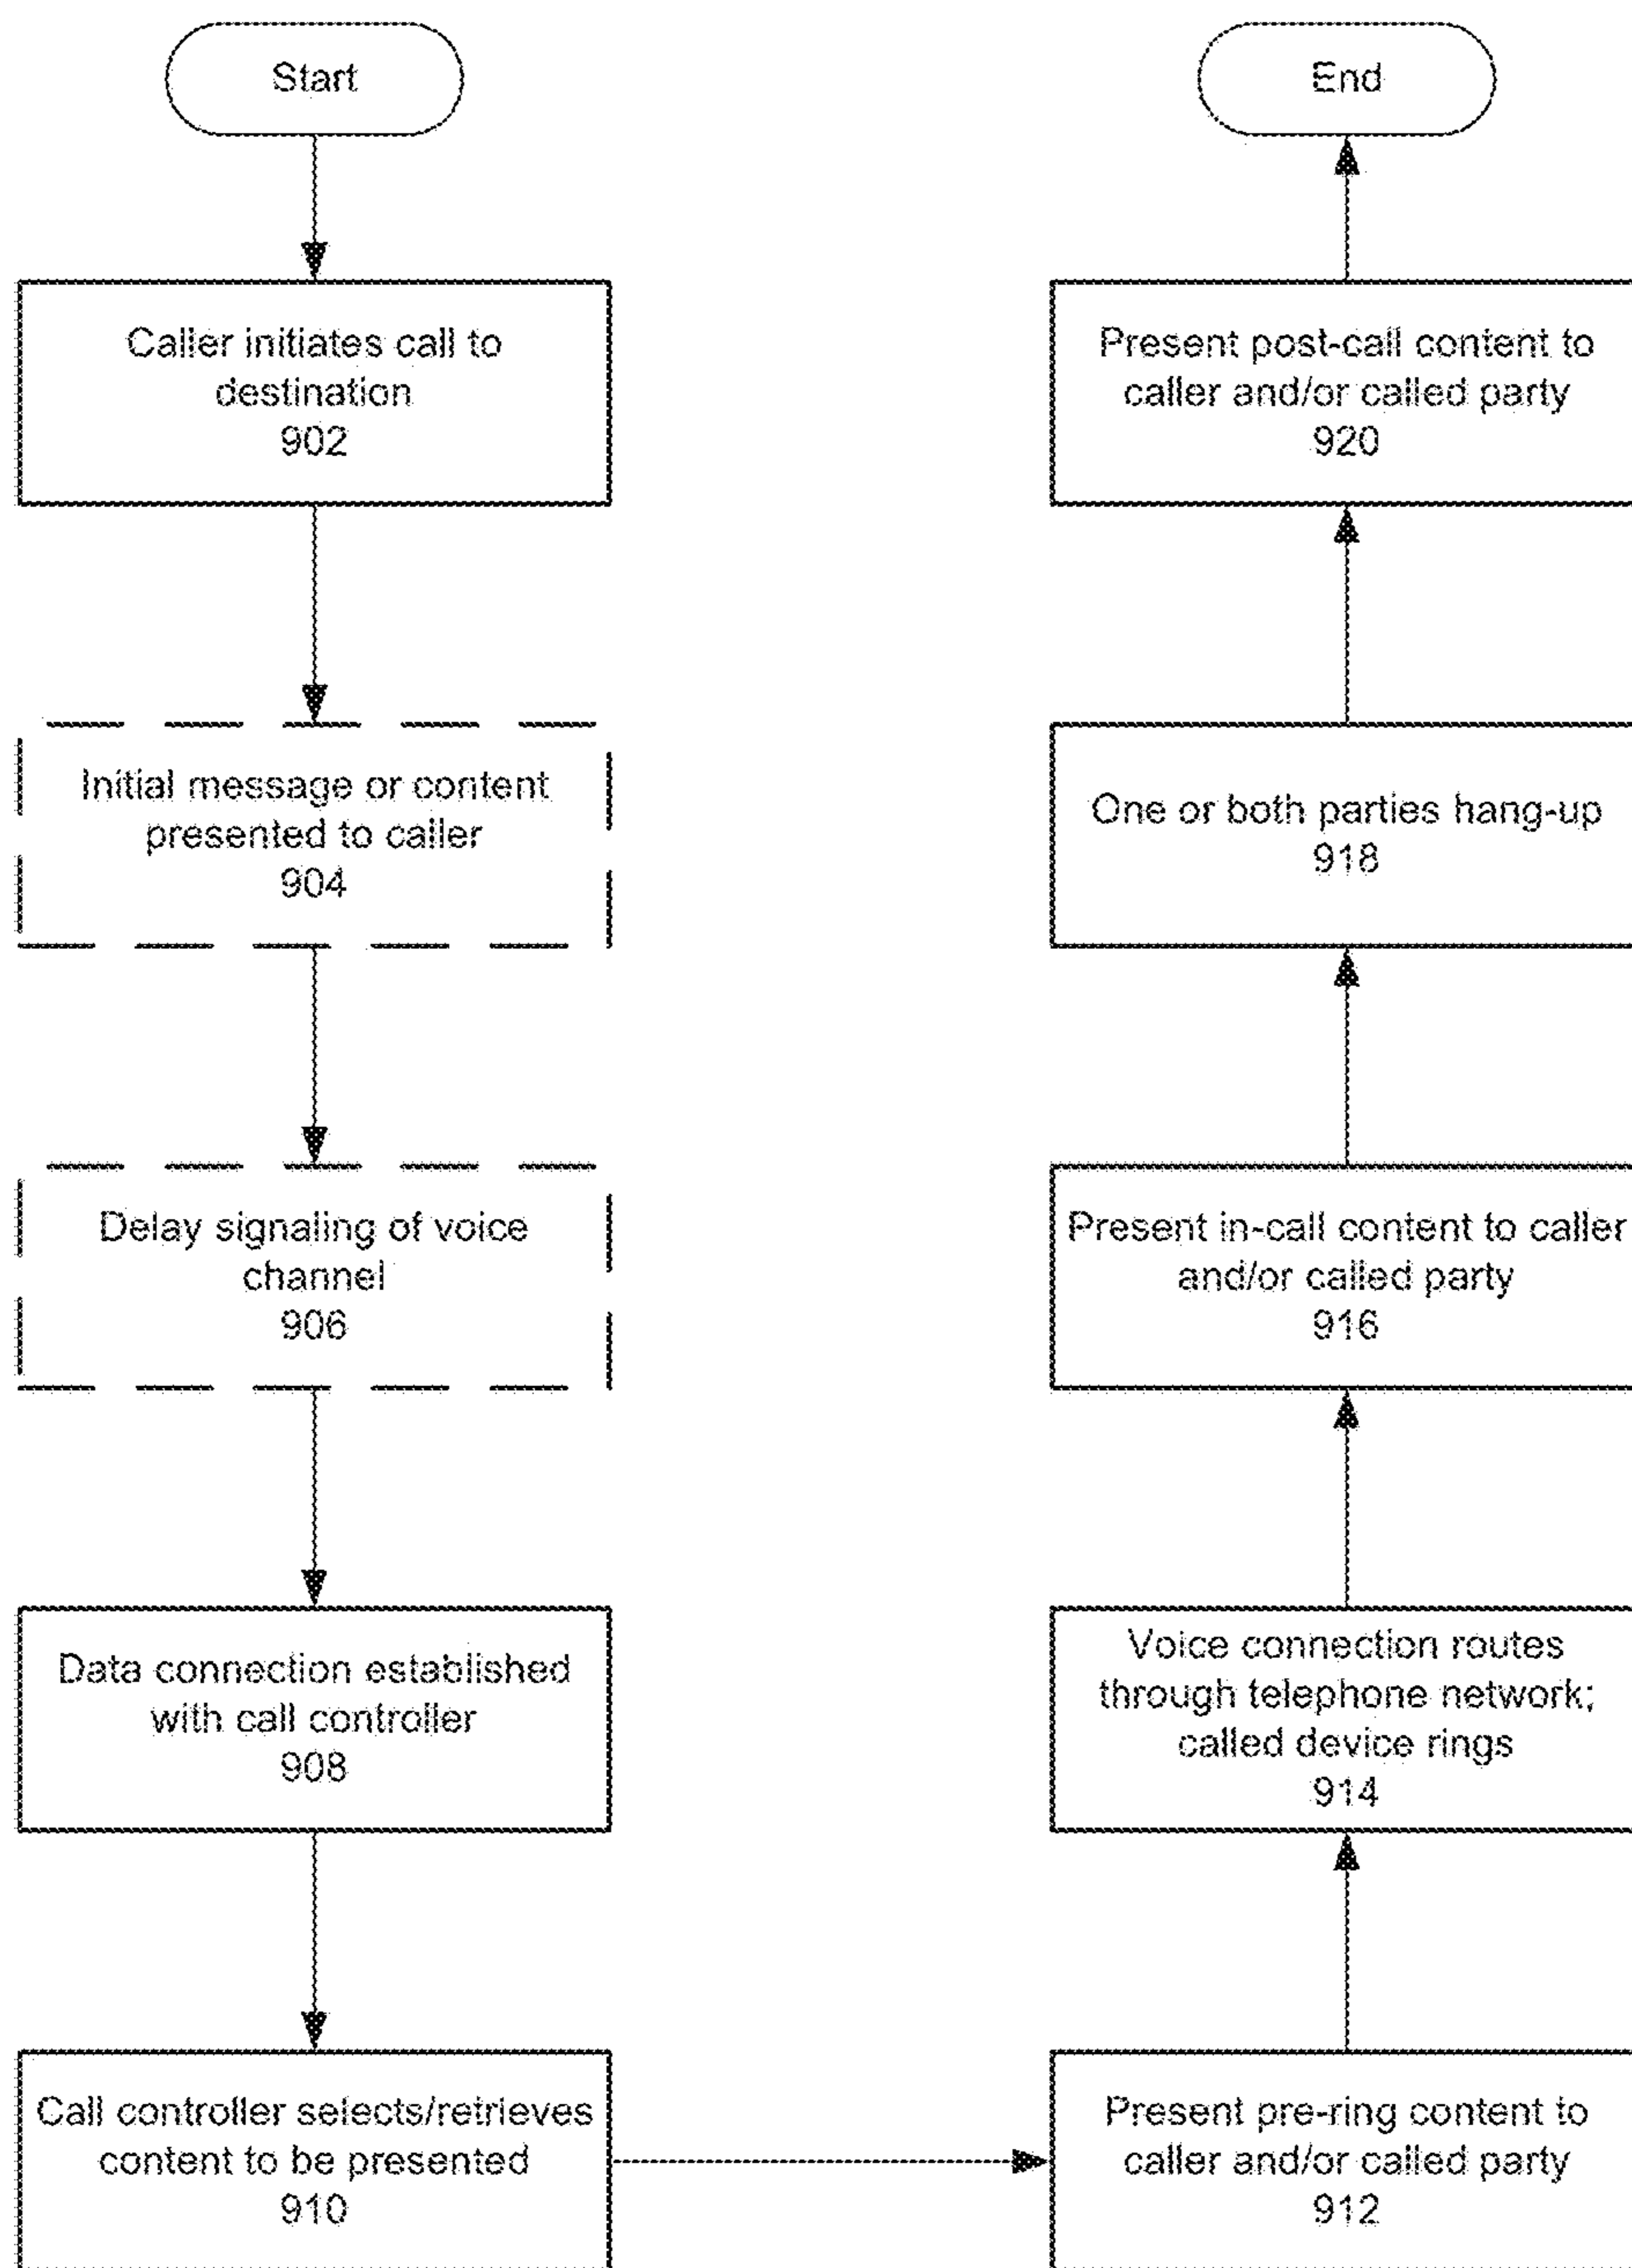 Start
Caller initiates call to
destination
902
Initial message or content
presented to caller
904
Delay signaling of voice
channel
906
Data connection established
with call controller
908
Call controller selects/retrieves
content to be presented
910
Present pre-ring content to
caller and/or called party
912
Voice connection routes
through telephone network;
called device rings
914
Present in-call content to caller
and/or called party
916
One or both parties hang-up
918
Present post-call content to
caller and/or called party
920
End